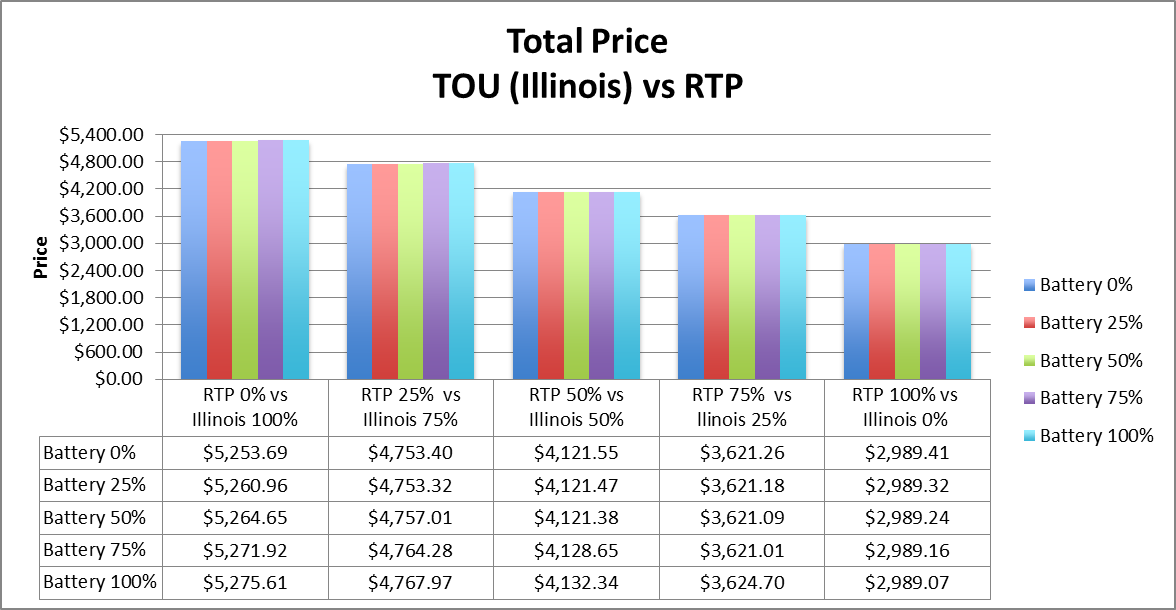 Total Price
TOU (Illinois) vs RTP
Price
$5,400.00
$4,800.00
$4,200.00
$3,600.00
$3,000.00
$2,400.00
$1,800.00
$1,200.00
$600.00
$0.00
Battery 0%
Battery 25%
Battery 50%
Battery 75%
Battery 100%
RTP 0% vs Illinois 100% RTP 25% vs Illinois 75% RTP 50% vs Illinois 50% RTP 75% vs Ilinois 25% RTP 100% vs Illinois 0%
Battery 0% $5,253.69 $4,753.40 $4,121.55 $3,621.26 $2,989.41
Battery 25% $5,260.96 $4,753.32 $4,121.47 $3,621.18 $2,989.32
Battery 50% $5,264.65 $4,757.01 $4,121.38 $3,621.09 $2,989.24
Battery 75% $5,271.92 $4,764.28 $4,128.65 $3,621.01 $2,989.16
Battery 100% $5,275.61 $4,767.97 $4,132.34 $3,624.70 $2,989.07